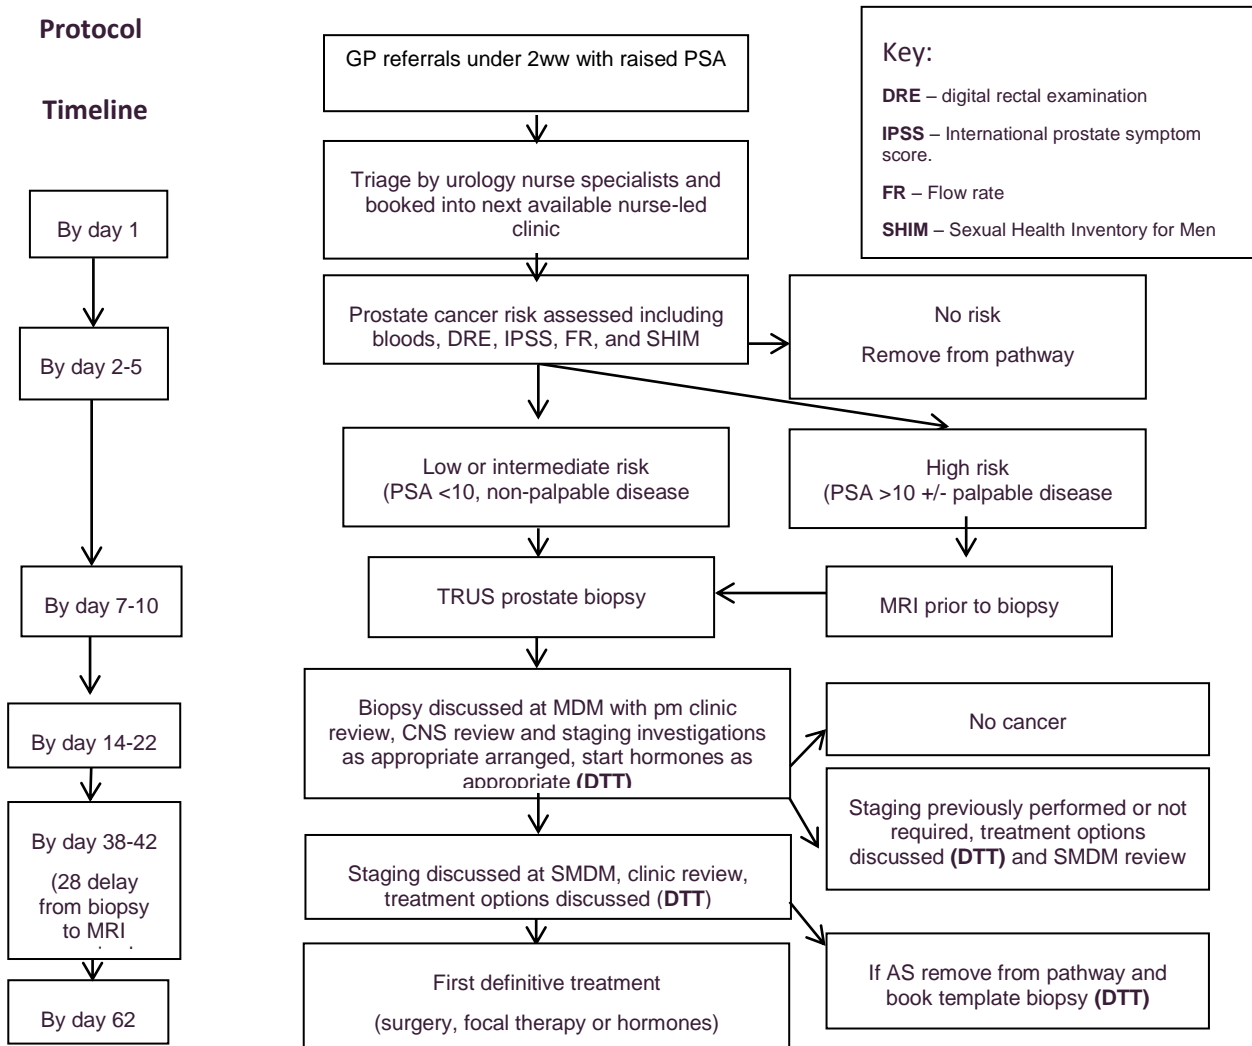 Protocol
Timeline
By day 1
By day 2-5
By day 7-10
By day 14-22
By day 38-42
(28 delay
from biopsy
to MRI
By day 62
GP referrals under 2ww with raised PSA
Triage by urology nurse specialists and
booked into next available nurse-led
clinic
Prostate cancer risk assessed including
bloods, DRE, IPSS, FR, and SHIM
No risk
Remove from pathway
Low or intermediate risk
(PSA <10, non-palpable disease
High risk
(PSA >10 +/- palpable disease
TRUS prostate biopsy
MRI prior to biopsy
Biopsy discussed at MDM with pm clinic
review, CNS review and staging investigations
as appropriate arranged, start hormones as
appropriate (DTT)
No cancer
Staging previously performed or not
required, treatment options
discussed (DTT) and SMDM review
Staging discussed at SMDM, clinic review,
treatment options discussed (DTT)
If AS remove from pathway and
book template biopsy (DTT)
First definitive treatment
(surgery, focal therapy or hormones)
Key:
DRE – digital rectal examination
IPSS – International prostate symptom
score.
FR – Flow rate
SHIM – Sexual Health Inventory for Men